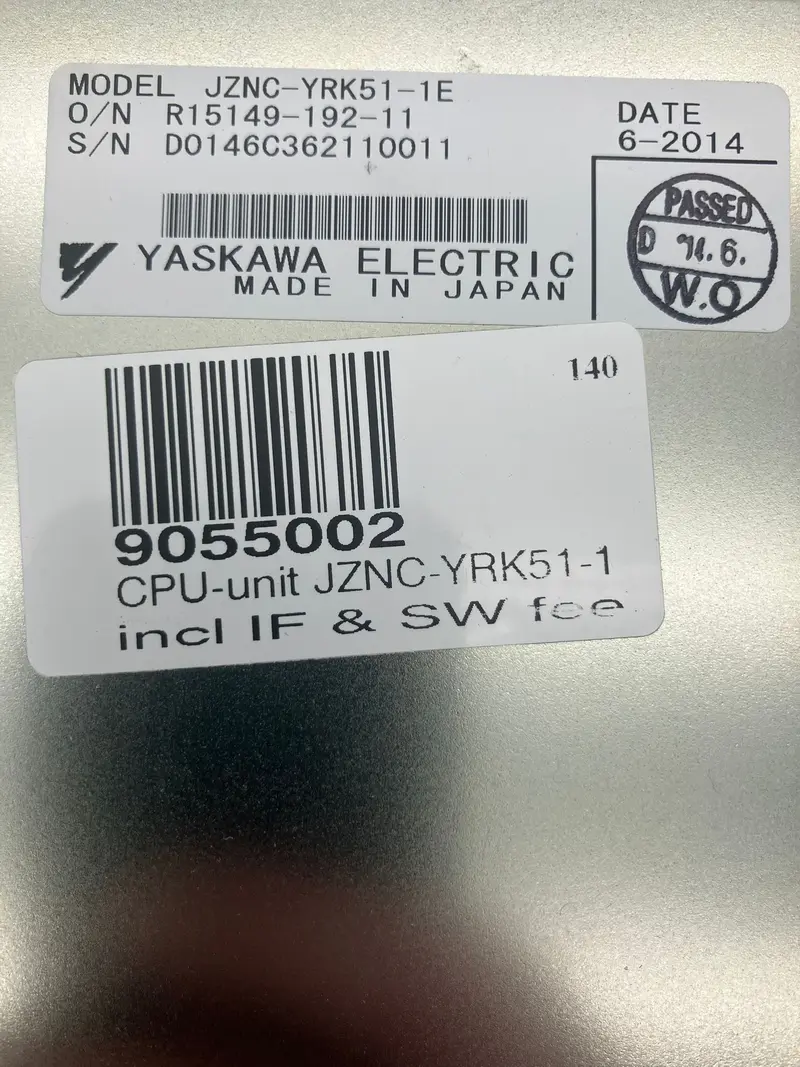 MODEL JZNC-YRK51-1E
O/N R15149-192-11
S/N D0146C362110011
DATE
6-2014
PASSED
D '14.6.
W.O
YASKAWA ELECTRIC
MADE IN JAPAN
140
9055002
CPU-unit JZNC-YRK51-1
incl IF & SW fee